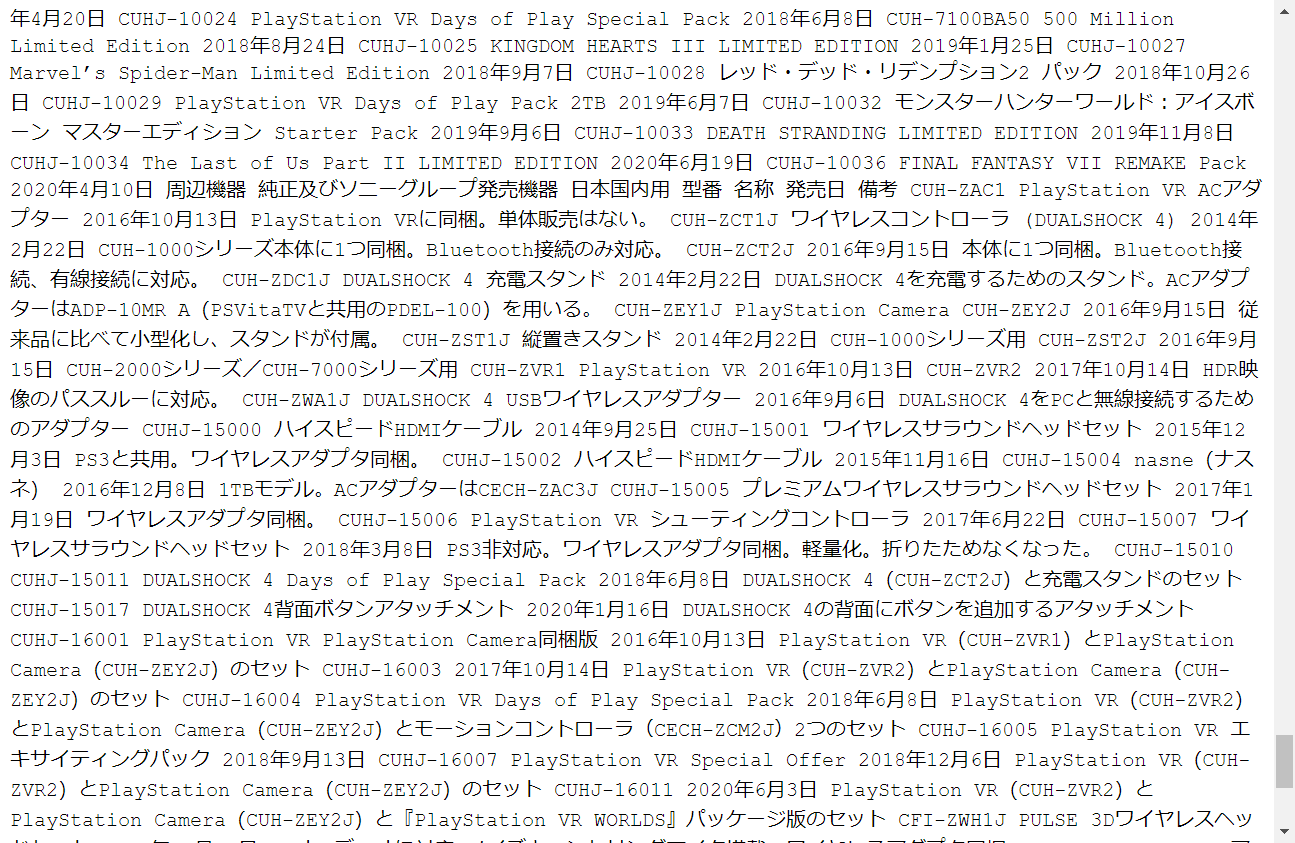 年4月20日 CUHJ-10024 PlayStation VR Days of Play Special Pack 2018年6月8日 CUH-7100BA50 500 Million
Limited Edition 2018年8月24日 CUHJ-10025 KINGDOM HEARTS III LIMITED EDITION 2019年1月25日 CUHJ-10027
Marvel’s Spider-Man Limited Edition 2018年9月7日 CUHJ-10028 レッド・デッド・リデンプション2 パック 2018年10月26
日 CUHJ-10029 PlayStation VR Days of Play Pack 2TB 2019年6月7日 CUHJ-10032 モンスターハンターワールド：アイスボ
ーン マスターエディション Starter Pack 2019年9月6日 CUHJ-10033 DEATH STRANDING LIMITED EDITION 2019年11月8日
CUHJ-10034 The Last of Us Part II LIMITED EDITION 2020年6月19日 CUHJ-10036 FINAL FANTASY VII REMAKE Pack
2020年4月10日 周辺機器 純正及びソニーグループ発売機器 日本国内用 型番 名称 発売日 備考 CUH-ZAC1 PlayStation VR ACアダ
プター 2016年10月13日 PlayStation VRに同梱。単体販売はない。 CUH-ZCT1J ワイヤレスコントローラ (DUALSHOCK 4) 2014年
2月22日 CUH-1000シリーズ本体に1つ同梱。Bluetooth接続のみ対応。 CUH-ZCT2J 2016年9月15日 本体に1つ同梱。Bluetooth接
続、有線接続に対応。 CUH-ZDC1J DUALSHOCK 4 充電スタンド 2014年2月22日 DUALSHOCK 4を充電するためのスタンド。ACアダプ
ターはADP-10MR A（PSVitaTVと共用のPDEL-100）を用いる。 CUH-ZEY1J PlayStation Camera CUH-ZEY2J 2016年9月15日 従
来品に比べて小型化し、スタンドが付属。 CUH-ZST1J 縦置きスタンド 2014年2月22日 CUH-1000シリーズ用 CUH-ZST2J 2016年9月
15日 CUH-2000シリーズ／CUH-7000シリーズ用 CUH-ZVR1 PlayStation VR 2016年10月13日 CUH-ZVR2 2017年10月14日 HDR映
像のパススルーに対応。 CUH-ZWA1J DUALSHOCK 4 USBワイヤレスアダプター 2016年9月6日 DUALSHOCK 4をPCと無線接続するため
のアダプター CUHJ-15000 ハイスピードHDMIケーブル 2014年9月25日 CUHJ-15001 ワイヤレスサラウンドヘッドセット 2015年12
月3日 PS3と共用。ワイヤレスアダプタ同梱。 CUHJ-15002 ハイスピードHDMIケーブル 2015年11月16日 CUHJ-15004 nasne（ナス
ネ） 2016年12月8日 1TBモデル。ACアダプターはCECH-ZAC3J CUHJ-15005 プレミアムワイヤレスサラウンドヘッドセット 2017年1
月19日 ワイヤレスアダプタ同梱。 CUHJ-15006 PlayStation VR シューティングコントローラ 2017年6月22日 CUHJ-15007 ワイ
ヤレスサラウンドヘッドセット 2018年3月8日 PS3非対応。ワイヤレスアダプタ同梱。軽量化。折りたためなくなった。 CUHJ-15010
CUHJ-15011 DUALSHOCK 4 Days of Play Special Pack 2018年6月8日 DUALSHOCK 4（CUH-ZCT2J）と充電スタンドのセット
CUHJ-15017 DUALSHOCK 4背面ボタンアタッチメント 2020年1月16日 DUALSHOCK 4の背面にボタンを追加するアタッチメント
CUHJ-16001 PlayStation VR PlayStation Camera同梱版 2016年10月13日 PlayStation VR（CUH-ZVR1）とPlayStation
Camera（CUH-ZEY2J）のセット CUHJ-16003 2017年10月14日 PlayStation VR（CUH-ZVR2）とPlayStation Camera（CUH-
ZEY2J）のセット CUHJ-16004 PlayStation VR Days of Play Special Pack 2018年6月8日 PlayStation VR（CUH-ZVR2）
とPlayStation Camera（CUH-ZEY2J）とモーションコントローラ（CECH-ZCM2J）2つのセット CUHJ-16005 PlayStation VR エ
キサイティングパック 2018年9月13日 CUHJ-16007 PlayStation VR Special Offer 2018年12月6日 PlayStation VR（CUH-
ZVR2）とPlayStation Camera（CUH-ZEY2J）のセット CUHJ-16011 2020年6月3日 PlayStation VR（CUH-ZVR2）と
PlayStation Camera（CUH-ZEY2J）と『PlayStation VR WORLDS』パッケージ版のセット CFI-ZWH1J PULSE 3Dワイヤレスヘッ